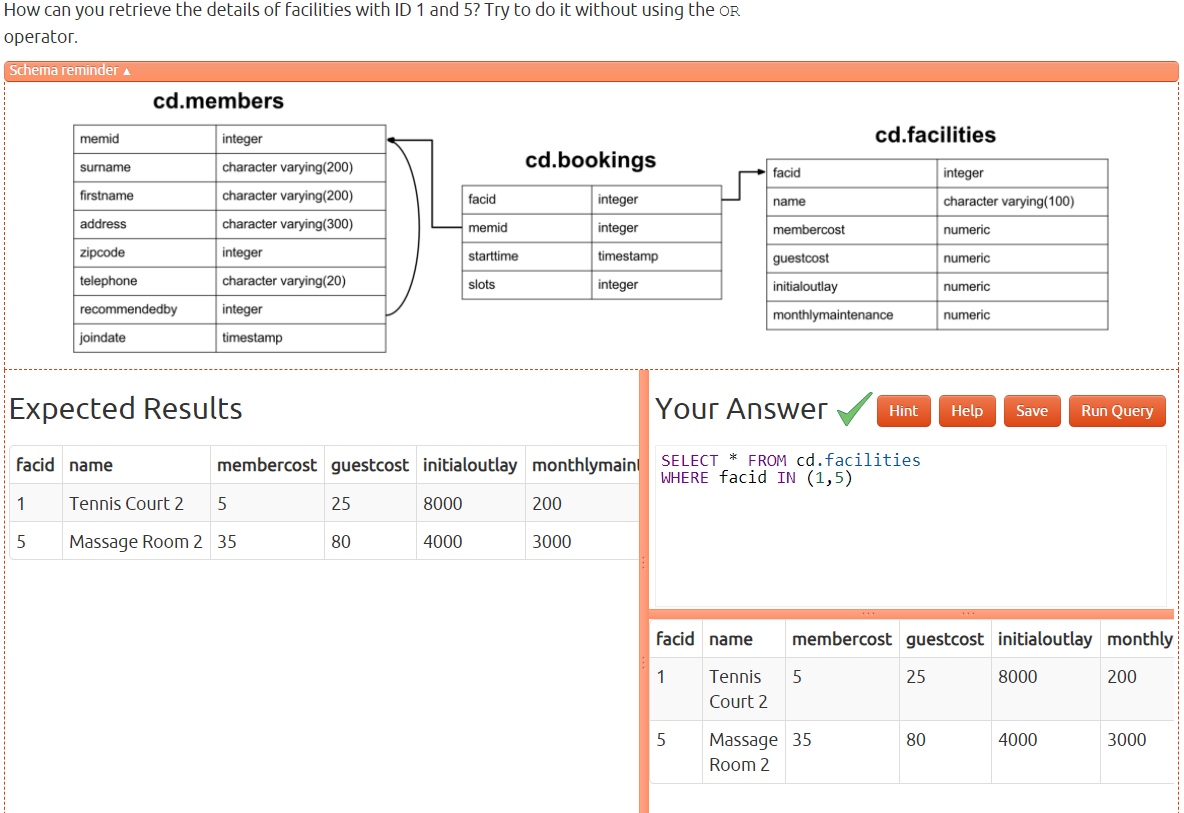 How can you retrieve the details of facilities with ID 1 and 5? Try to do it without using the OR
operator.
Schema reminder ▲
cd.members
memid integer
surname character varying(200)
firstname character varying(200)
address character varying(300)
zipcode integer
telephone character varying(20)
recommendedby integer
joindate timestamp
cd.bookings
facid integer
memid integer
starttime timestamp
slots integer
cd.facilities
facid integer
name character varying(100)
membercost numeric
guestcost numeric
initialoutlay numeric
monthlymaintenance numeric
Expected Results
facid name membercost guestcost initialoutlay monthlymain
1 Tennis Court 2 5 25 8000 200
5 Massage Room 2 35 80 4000 3000
Your Answer Hint Help Save Run Query
SELECT * FROM cd.facilities
WHERE facid IN (1,5)
facid name membercost guestcost initialoutlay monthly
1 Tennis 5 25 8000 200
Court 2
5 Massage 35 80 4000 3000
Room 2